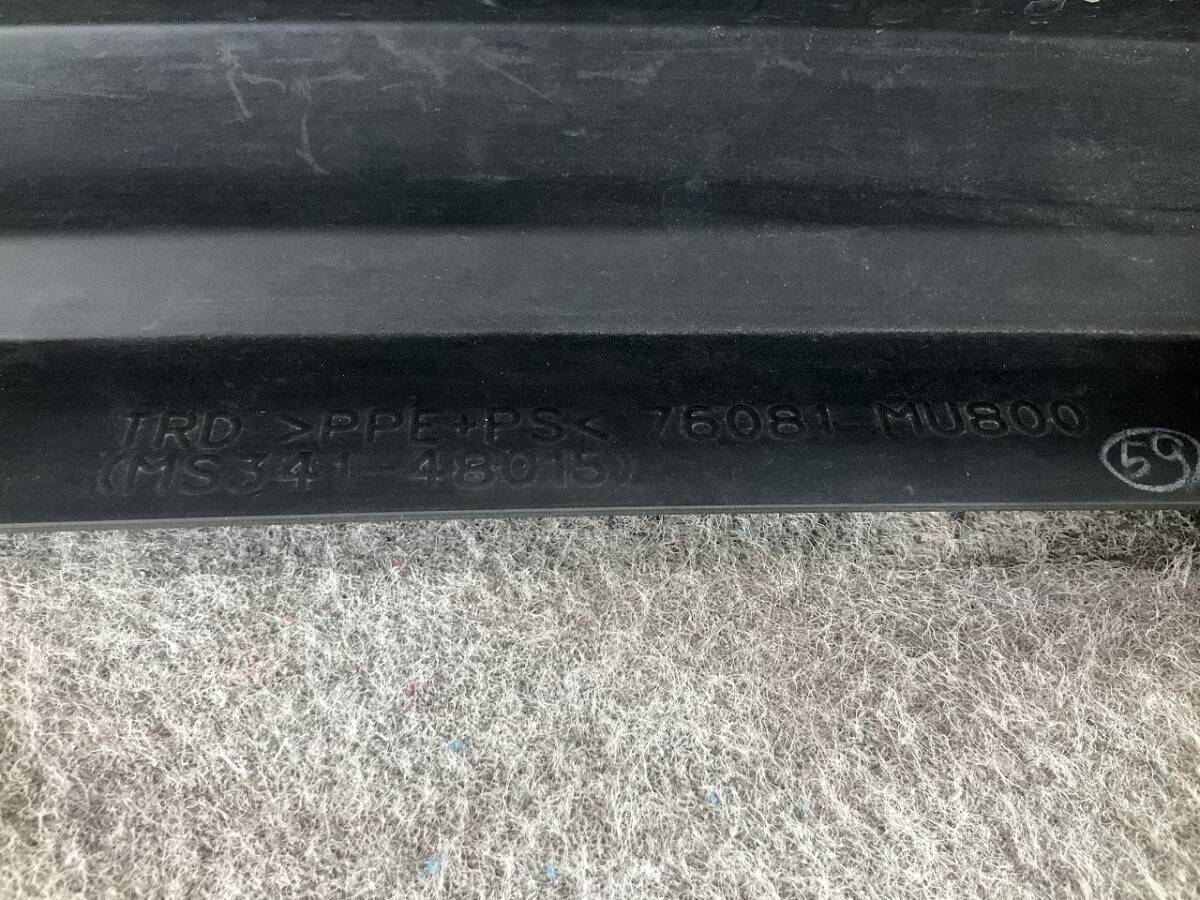 TRD >PPE+PS< 76081-MU800
(MS341-48015)
59